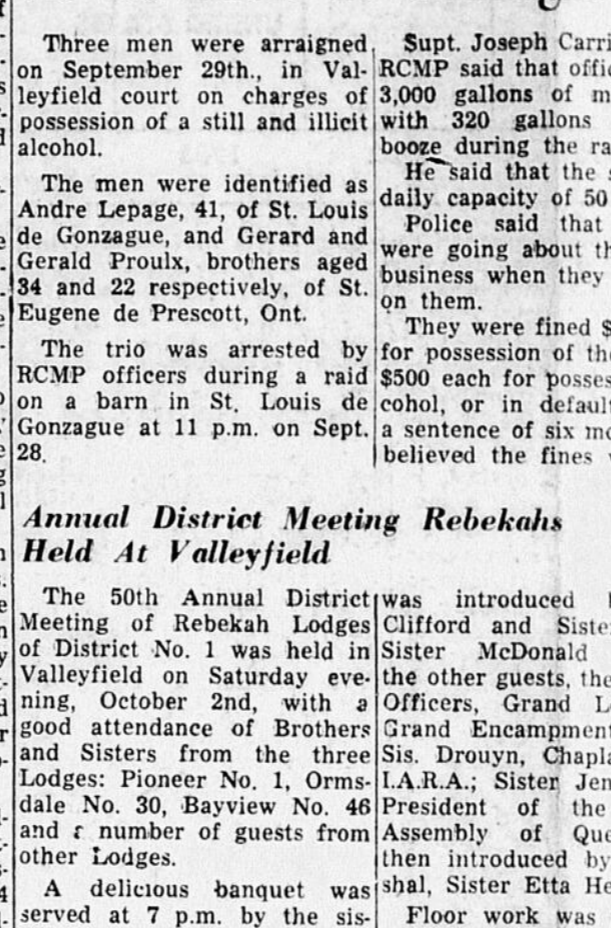 Three men were arraigned
on September 29th., in Val-
leyfield court on charges of
possession of a still and illicit
alcohol.
The men were identified as
Andre Lepage, 41, of St. Louis
de Gonzague, and Gerard and
Gerald Proulx, brothers aged
34 and 22 respectively, of St.
Eugene de Prescott, Ont.
The trio was arrested by
RCMP officers during a raid
on a barn in St. Louis de
Gonzague at 11 p.m. on Sept.
28.
Supt. Joseph Carri
RCMP said that offic
3,000 gallons of m
with 320 gallons
booze during the ra
He said that the s
daily capacity of 50
Police said that
were going about th
business when they
on them.
They were fined $
for possession of the
$500 each for posses
cohol, or in default
a sentence of six mo
believed the fines
Annual District Meeting Rebekahs
Held At Valleyfield
The 50th Annual District
Meeting of Rebekah Lodges
of District No. 1 was held in
Valleyfield on Saturday eve-
ning, October 2nd, with a
good attendance of Brothers
and Sisters from the three
Lodges: Pioneer No. 1, Orms-
dale No. 30, Bayview No. 46
and number of guests from
other Lodges.
A delicious banquet was
served at 7 p.m. by the sis-
was introduced
Clifford and Siste
Sister McDonald
the other guests, the
Officers, Grand L
Grand Encampment
Sis. Drouyn, Chapla
I.A.R.A.; Sister Jen
President of the
Assembly of Que
then introduced by
shal, Sister Etta He
Floor work was